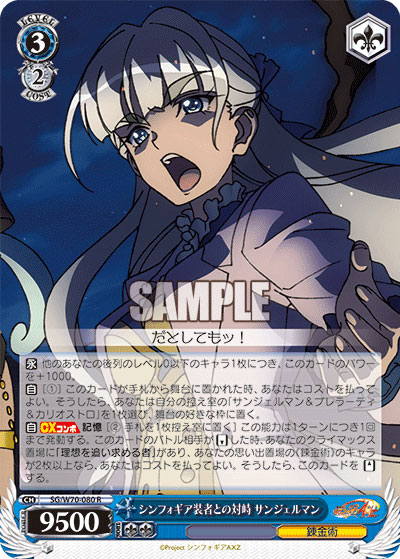 LEVEL
3
2
COST
SAMPLE
だとしてもッ！
永 他のあなたの後列のレベル0以下のキャラ1枚につき、このカードのパワー
を＋1000。
自 ［⑴］ このカードが手札から舞台に置かれた時、あなたはコストを払ってよい。
そうしたら、あなたは自分の控え室の「サンジェルマン＆プレラーティ
＆カリオストロ」を1枚選び、舞台の好きな枠に置く。
自 CXコンボ 記憶 ［⑵ 手札を1枚控え室に置く］ この能力は1ターンにつき1回
まで発動する。このカードのバトル相手が【リバース】した時、あなたのクライマックス
置場に「理想を追い求める者」があり、あなたの思い出置場の《錬金術》のキャラ
が2枚以上なら、あなたはコストを払ってよい。そうしたら、このカードを【スタンド】する。
CH
SG/W70-080 R
シンフォギア装者との対峙 サンジェルマン
9500
錬金術
©Project シンフォギアAXZ